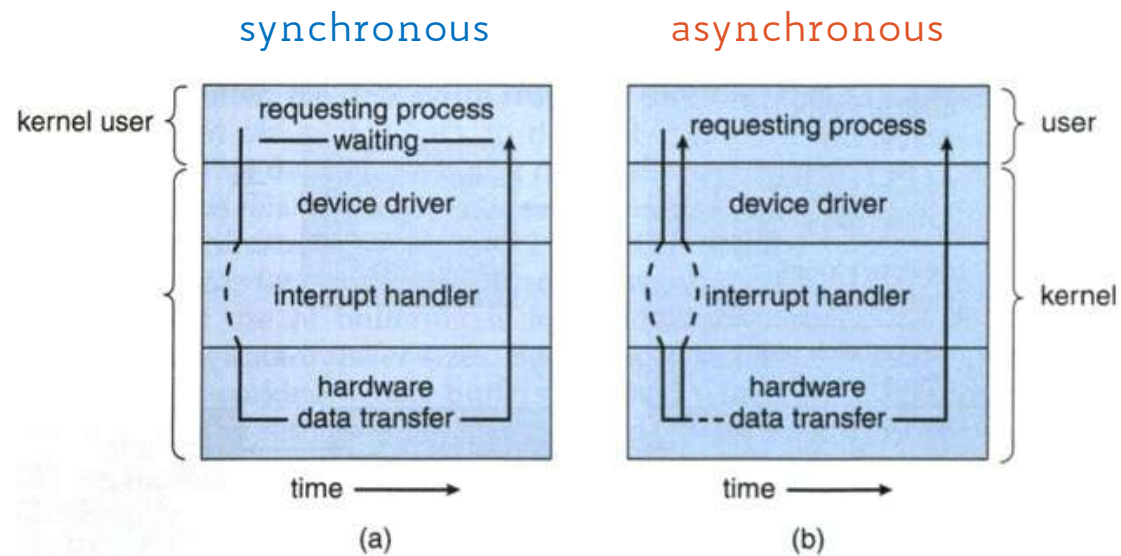 synchronous
asynchronous
kernel user
requesting process
waiting
device driver
interrupt handler
hardware
data transfer
time
(a)
requesting process
user
device driver
interrupt handler
kernel
hardware
data transfer
time
(b)